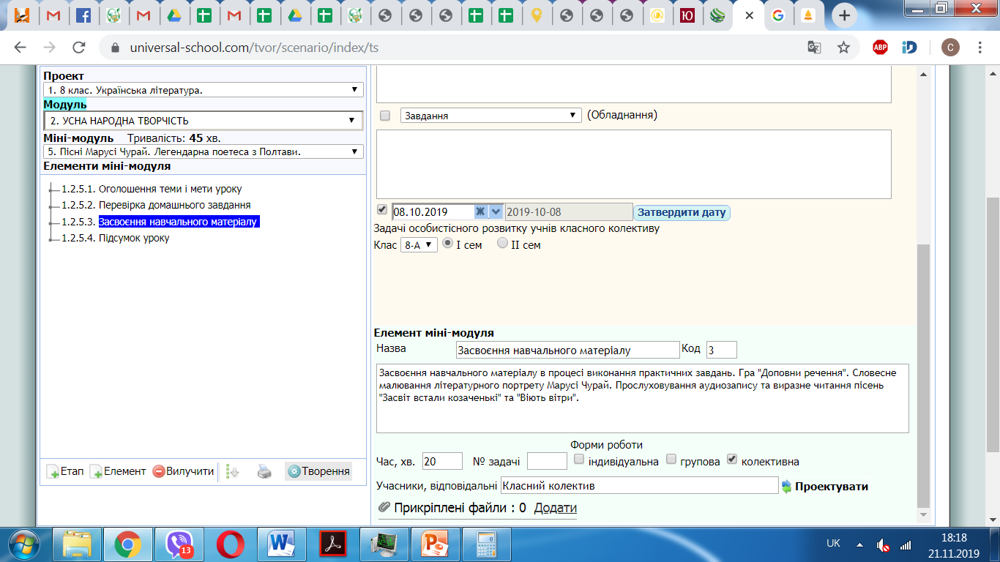 universal-school.com/tvor/scenario/index/ts
ABP
C
Проект
1. 8 клас. Українська література.
Модуль
2. УСНА НАРОДНА ТВОРЧІСТЬ
Міні-модуль Тривалість: 45 хв.
5. Пісні Марусі Чурай. Легендарна поетеса з Полтави.
Елементи міні-модуля
1.2.5.1. Оголошення теми і мети уроку
1.2.5.2. Перевірка домашнього завдання
1.2.5.3. Засвоєння навчального матеріалу
1.2.5.4. Підсумок уроку
Етап Елемент Вилучити Творення
Завдання (Обладнання)
08.10.2019 2019-10-08 Затвердити дату
Задачі особистісного розвитку учнів класного колективу
Клас 8-А І сем ІІ сем
Елемент міні-модуля
Назва Засвоєння навчального матеріалу Код 3
Засвоєння навчального матеріалу в процесі виконання практичних завдань. Гра "Доповни речення". Словесне
малювання літературного портрету Марусі Чурай. Прослуховування аудиозапису та виразне читання пісень
"Засвіт встали козаченькі" та "Віють вітри".
Форми роботи
Час, хв. 20 № задачі індивідуальна групова колективна
Учасники, відповідальні Класний колектив Проектувати
Прикріплені файли : 0 Додати
13
UK
18:18
21.11.2019